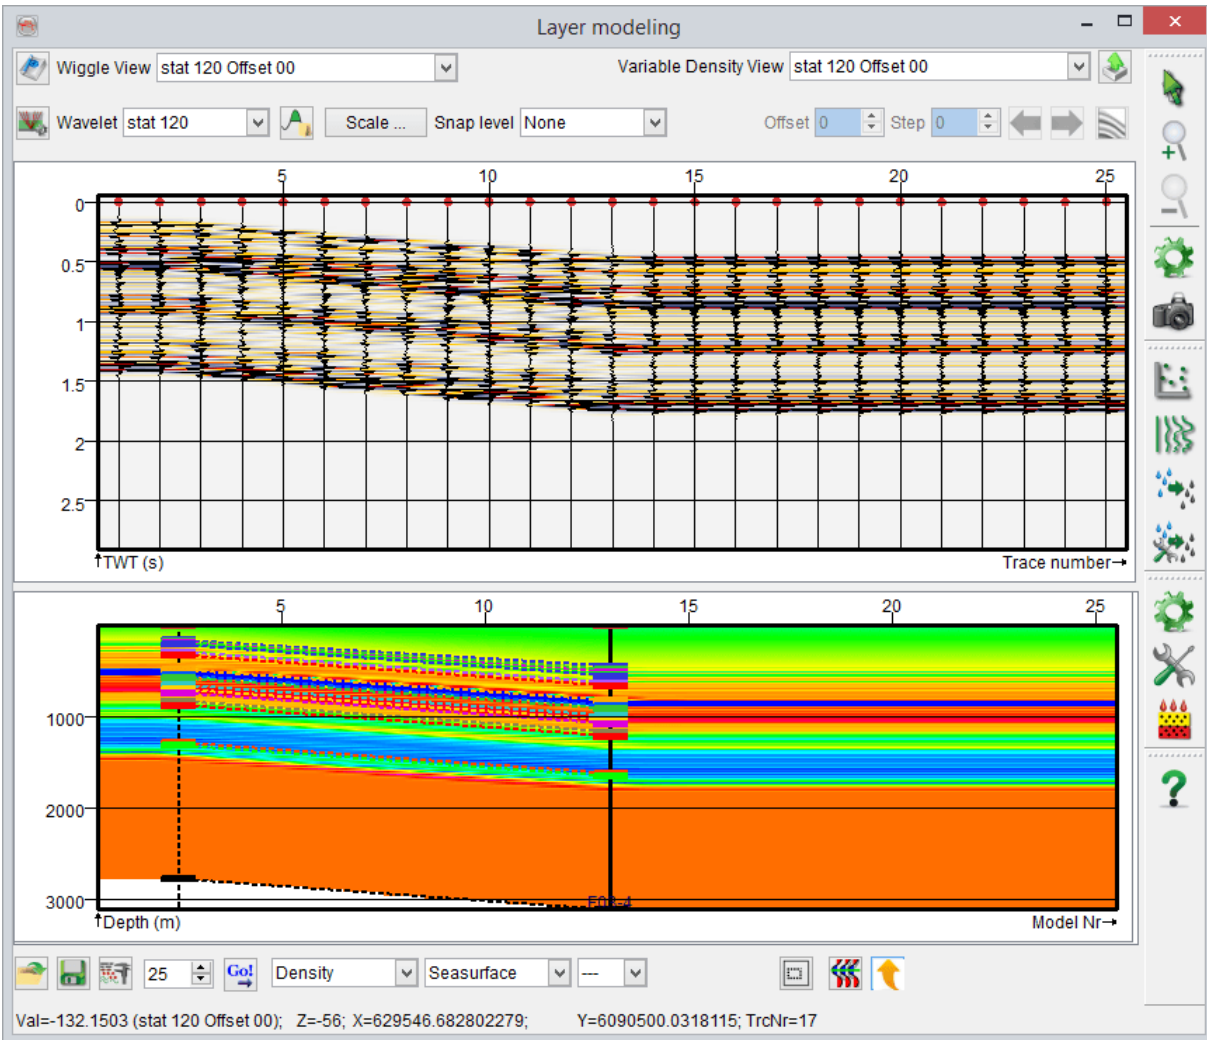 Layer modeling
Wiggle View stat 120 Offset 00 Variable Density View stat 120 Offset 00
Wavelet stat 120 Scale ... Snap level None Offset 0 Step 0
5 10 15 20 25
0
0.5
1
1.5
2
2.5
TWT (s) Trace number
5 10 15 20 25
1000
2000
3000
F03-4
Depth (m) Model Nr
25 Go! Density Seasurface ---
Val=-132.1503 (stat 120 Offset 00); Z=-56; X=629546.682802279; Y=6090500.0318115; TrcNr=17